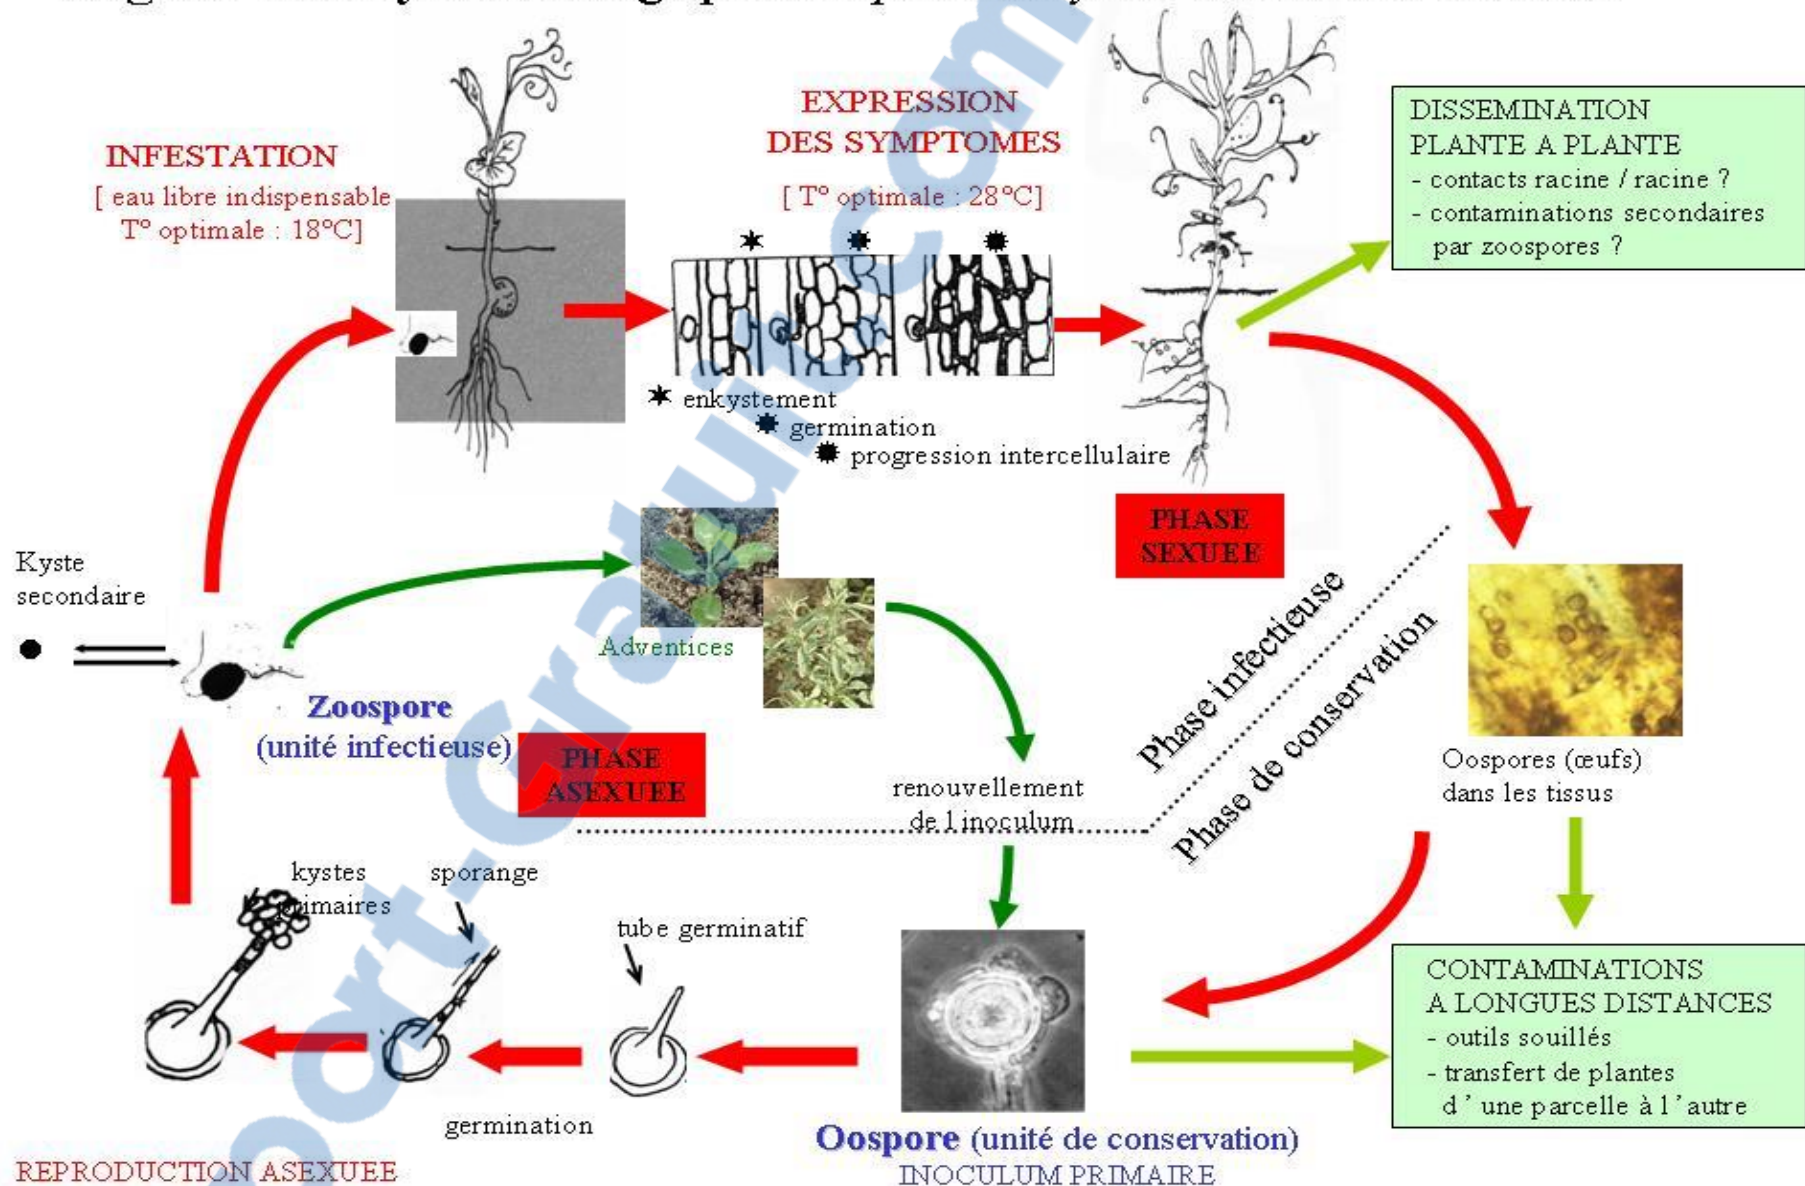 INFESTATION
[ eau libre indispensable
T° optimale : 18°C]
EXPRESSION
DES SYMPTOMES
[ T° optimale : 28°C]
DISSEMINATION
PLANTE A PLANTE
- contacts racine / racine ?
- contaminations secondaires
par zoospores ?
enkystement
germination
progression intercellulaire
PHASE
SEXUEE
Kyste
secondaire
Adventices
Zoospore
(unité infectieuse)
PHASE
ASEXUEE
renouvellement
de l inoculum
Phase infectieuse
Phase de conservation
Oospores (œufs)
dans les tissus
kystes
primaires
sporange
tube germinatif
germination
CONTAMINATIONS
A LONGUES DISTANCES
- outils souillés
- transfert de plantes
d ' une parcelle à l ' autre
Oospore (unité de conservation)
INOCULUM PRIMAIRE
REPRODUCTION ASEXUEE
port-Gratuit.com